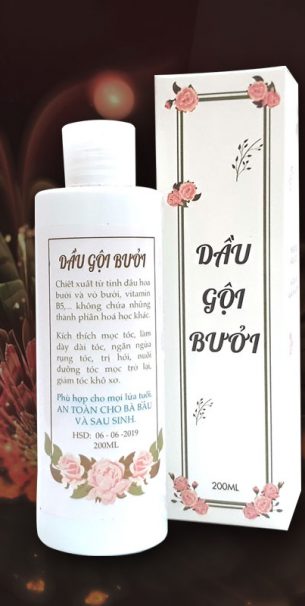 DẦU GỘI BƯỞI
Chiết xuất từ tinh dầu hoa
bưởi và vỏ bưởi, vitamin
B5,... không chứa những
thành phần hoá học khác.
Kích thích mọc tóc, làm
dày dài tóc, ngăn ngừa
rụng tóc, trị hói, nuôi
dưỡng tóc mọc trở lại,
giảm tóc khô xơ.
Phù hợp cho mọi lứa tuổi.
AN TOÀN CHO BÀ BẦU
VÀ SAU SINH.
HSD: 06 - 06 -2019
200ML
DẦU
GỘI
BƯỞI
200ML